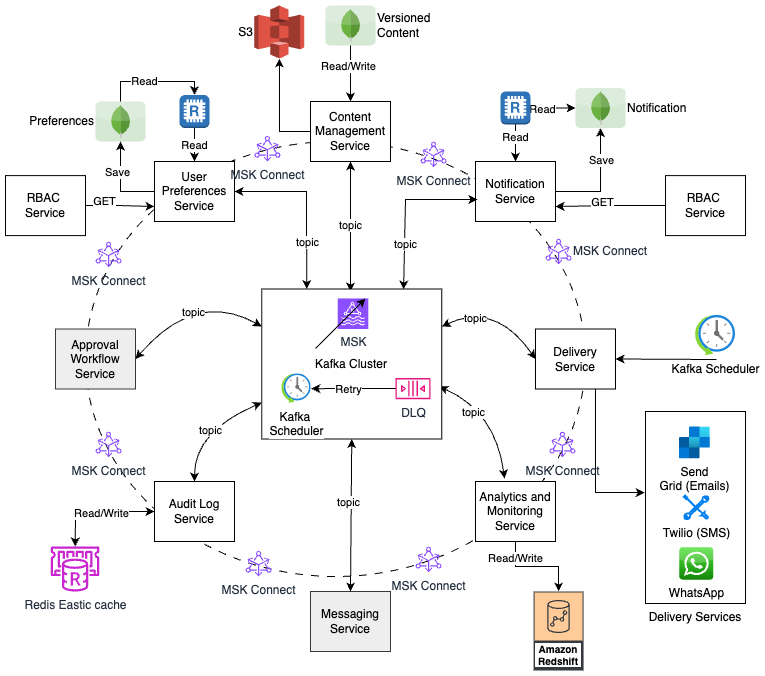 S3
Versioned
Content
Read/Write
Read
Preferences
R
Read
Save
Content
Management
Service
R
Read
Notification
Read
Save
MSK Connect
MSK Connect
RBAC
Service
GET
User
Preferences
Service
Notification
Service
GET
RBAC
Service
topic
topic
topic
MSK Connect
MSK Connect
MSK
Kafka Cluster
Kafka
Scheduler
Retry
DLQ
topic
topic
Approval
Workflow
Service
Delivery
Service
Kafka Scheduler
topic
topic
MSK Connect
MSK Connect
Send
Grid (Emails)
Twilio (SMS)
WhatsApp
Delivery Services
Audit Log
Service
Read/Write
R
Redis Eastic cache
topic
Analytics and
Monitoring
Service
Read/Write
MSK Connect
MSK Connect
Messaging
Service
Amazon
Redshift